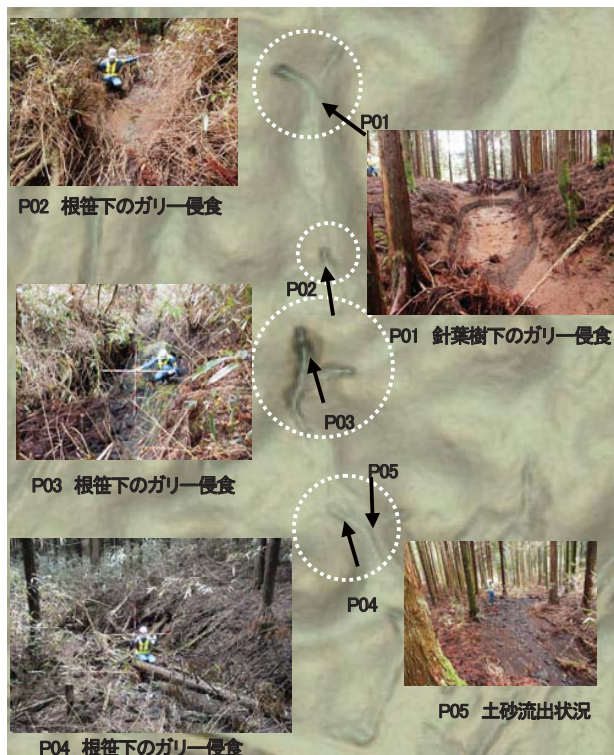 P01
P02 根笹下のガリー侵食
P02
P01 針葉樹下のガリー侵食
P03
P05
P03 根笹下のガリー侵食
P04
P05 土砂流出状況
P04 根笹下のガリー侵食